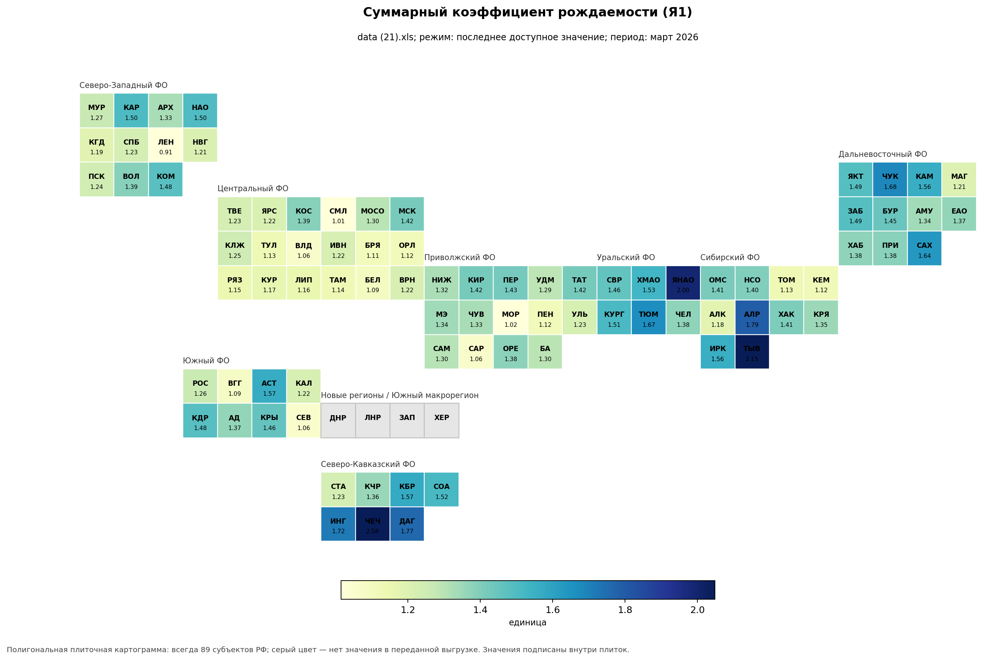 Суммарный коэффициент рождаемости (Я1)
data (21).xls; режим: последнее доступное значение; период: март 2026
Северо-Западный ФО
МУР КАР АРХ НАО
1.27 1.50 1.33 1.50
КГД СПБ ЛЕН НВГ
1.19 1.23 0.91 1.21
ПСК ВОЛ КОМ
1.24 1.39 1.48
Центральный ФО
ТВЕ ЯРС КОС СМЛ МОСО МСК
1.23 1.22 1.39 1.01 1.30 1.42
КЛЖ ТУЛ ВЛД ИВН БРЯ ОРЛ
1.25 1.13 1.06 1.22 1.11 1.12
РЯЗ КУР ЛИП ТАМ БЕЛ ВРН
1.15 1.17 1.16 1.14 1.09 1.22
Приволжский ФО
НИЖ КИР ПЕР УДМ ТАТ
1.32 1.42 1.43 1.29 1.42
МЭ ЧУВ МОР ПЕН УЛЬ
1.34 1.33 1.02 1.12 1.23
САМ САР ОРЕ БА
1.30 1.06 1.38 1.30
Уральский ФО
СВР ХМАО ЯНАО
1.46 1.53 2.00
КУРГ ТЮМ ЧЕЛ
1.51 1.67 1.38
Сибирский ФО
ОМС НСО ТОМ КЕМ
1.41 1.40 1.13 1.12
АЛК АЛР ХАК КРЯ
1.18 1.79 1.41 1.35
ИРК ТЫВ
1.56 2.15
Дальневосточный ФО
ЯКТ ЧУК КАМ МАГ
1.49 1.68 1.56 1.21
ЗАБ БУР АМУ ЕАО
1.49 1.45 1.34 1.37
ХАБ ПРИ САХ
1.38 1.38 1.64
Южный ФО
РОС ВГГ АСТ КАЛ
1.26 1.09 1.57 1.22
КДР АД КРЫ СЕВ
1.48 1.37 1.46 1.06
Новые регионы / Южный макрорегион
ДНР ЛНР ЗАП ХЕР
Северо-Кавказский ФО
СТА КЧР КБР СОА
1.23 1.36 1.57 1.52
ИНГ ЧЕЧ ДАГ
1.72 2.58 1.77
1.2 1.4 1.6 1.8 2.0
единица
Полигональная плиточная картограмма: всегда 89 субъектов РФ; серый цвет — нет значения в переданной выгрузке. Значения подписаны внутри плиток.